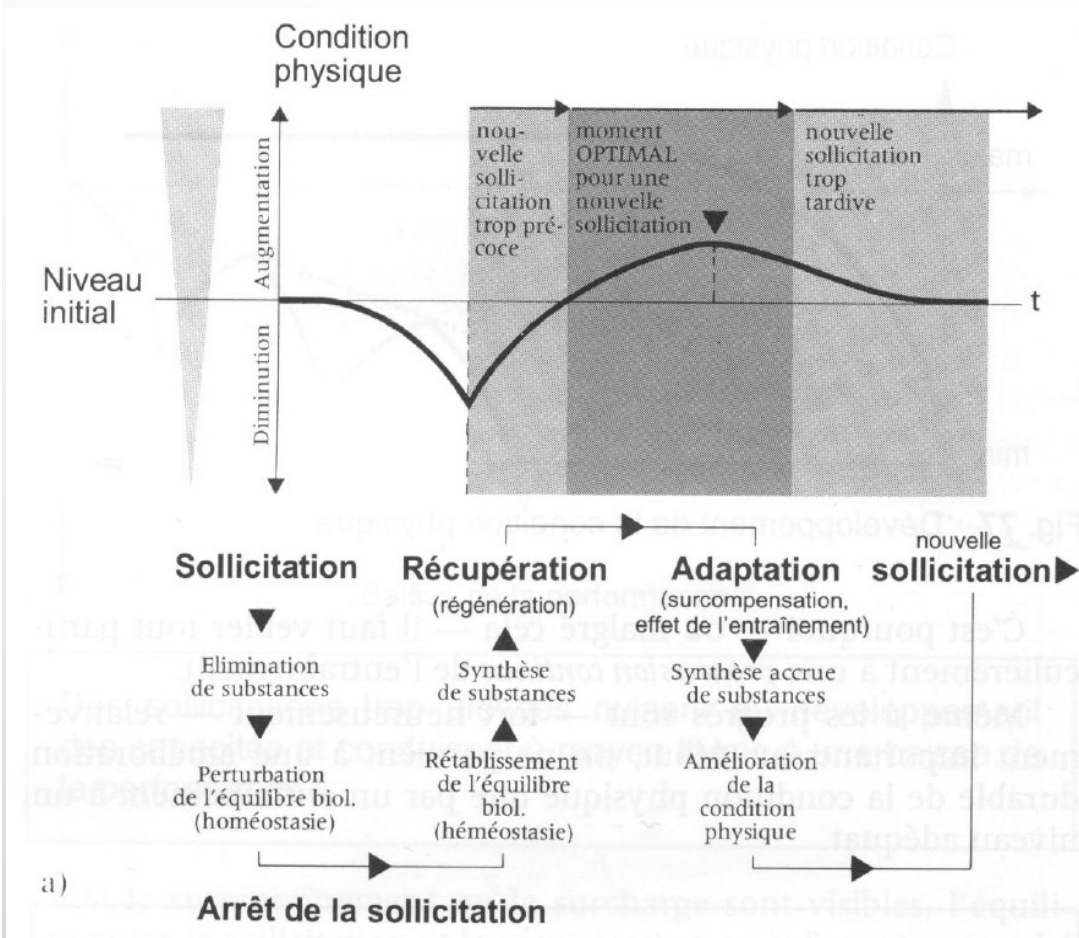 Condition
physique
Augmentation
Diminution
Niveau
initial
nou-
velle
solli-
citation
trop pré-
coce
moment
OPTIMAL
pour une
nouvelle
sollicitation
nouvelle
sollicitation
trop
tardive
t
Sollicitation
Elimination
de substances
Perturbation
de l'équilibre biol.
(homéostasie)
Récupération
(régénération)
Synthèse
de substances
Rétablissement
de l'équilibre
biol.
(héméostasie)
Adaptation
(surcompensation,
effet de l'entraînement)
Synthèse accrue
de substances
Amélioration
de la
condition
physique
nouvelle
sollicitation
a)
Arrêt de la sollicitation